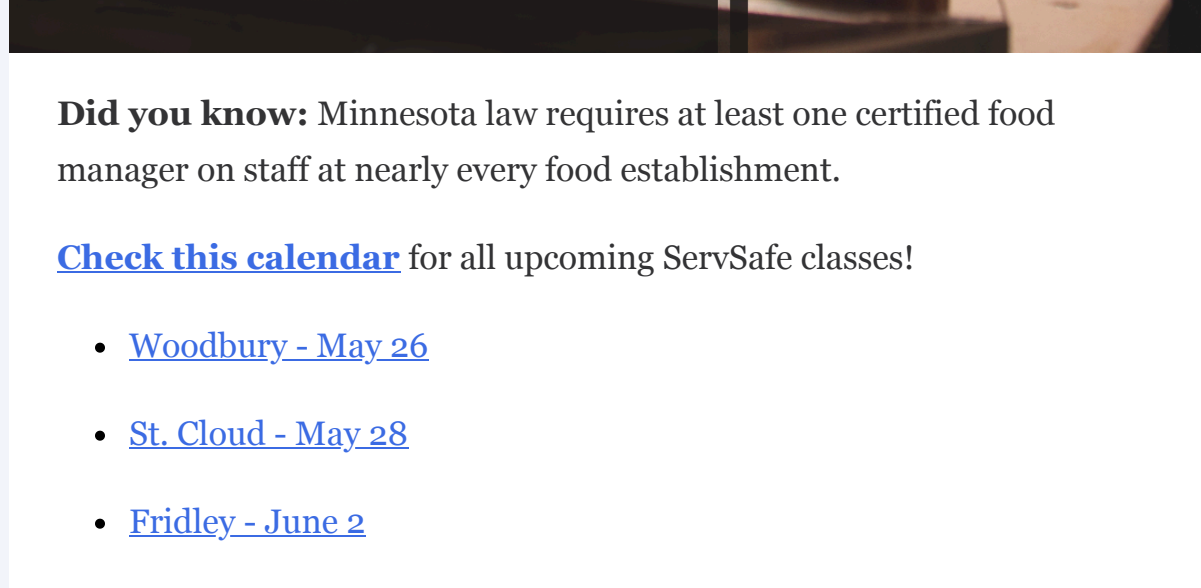 Did you know: Minnesota law requires at least one certified food
manager on staff at nearly every food establishment.
Check this calendar for all upcoming ServSafe classes!
Woodbury - May 26
St. Cloud - May 28
Fridley - June 2